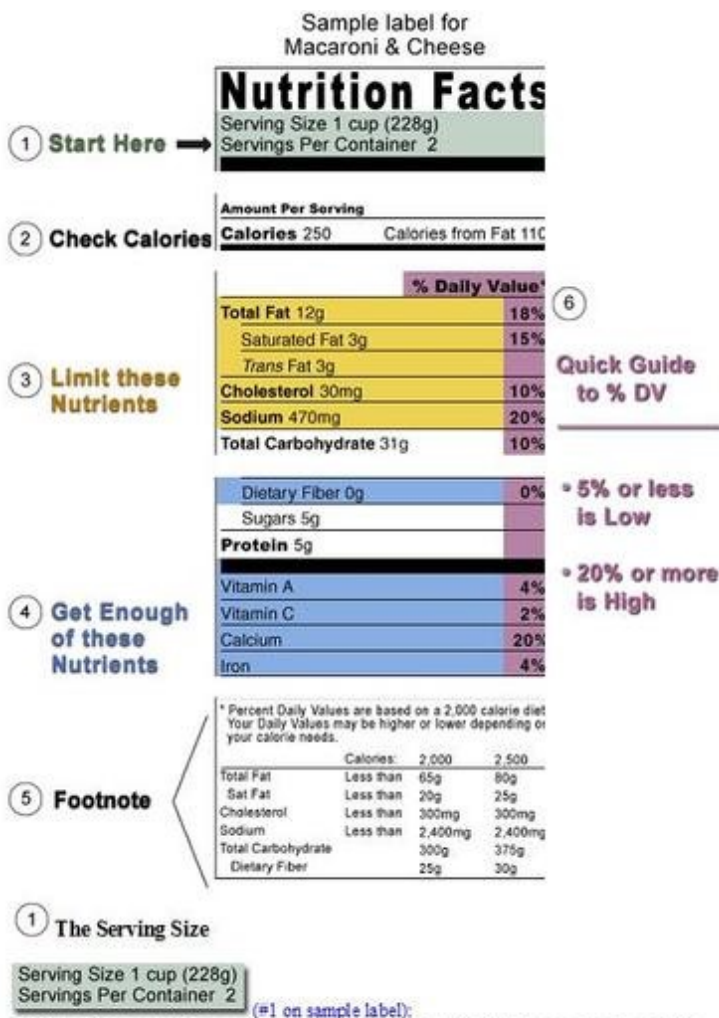 Sample label for
Macaroni & Cheese
Nutrition Facts
① Start Here
Serving Size 1 cup (228g)
Servings Per Container 2
Amount Per Serving
② Check Calories
Calories 250 Calories from Fat 110
% Daily Value*
③ Limit these
Nutrients
Total Fat 12g 18%
Saturated Fat 3g 15%
Trans Fat 3g
Cholesterol 30mg 10%
Sodium 470mg 20%
Total Carbohydrate 31g 10%
Dietary Fiber 0g 0%
Sugars 5g
Protein 5g
④ Get Enough
of these
Nutrients
Vitamin A 4%
Vitamin C 2%
Calcium 20%
Iron 4%
⑥
Quick Guide
to % DV
• 5% or less
is Low
• 20% or more
is High
⑤ Footnote
* Percent Daily Values are based on a 2,000 calorie diet
Your Daily Values may be higher or lower depending on
your calorie needs.
Calories: 2,000 2,500
Total Fat Less than 65g 80g
Sat Fat Less than 20g 25g
Cholesterol Less than 300mg 300mg
Sodium Less than 2,400mg 2,400mg
Total Carbohydrate 300g 375g
Dietary Fiber 25g 30g
① The Serving Size
Serving Size 1 cup (228g)
Servings Per Container 2
(#1 on sample label):